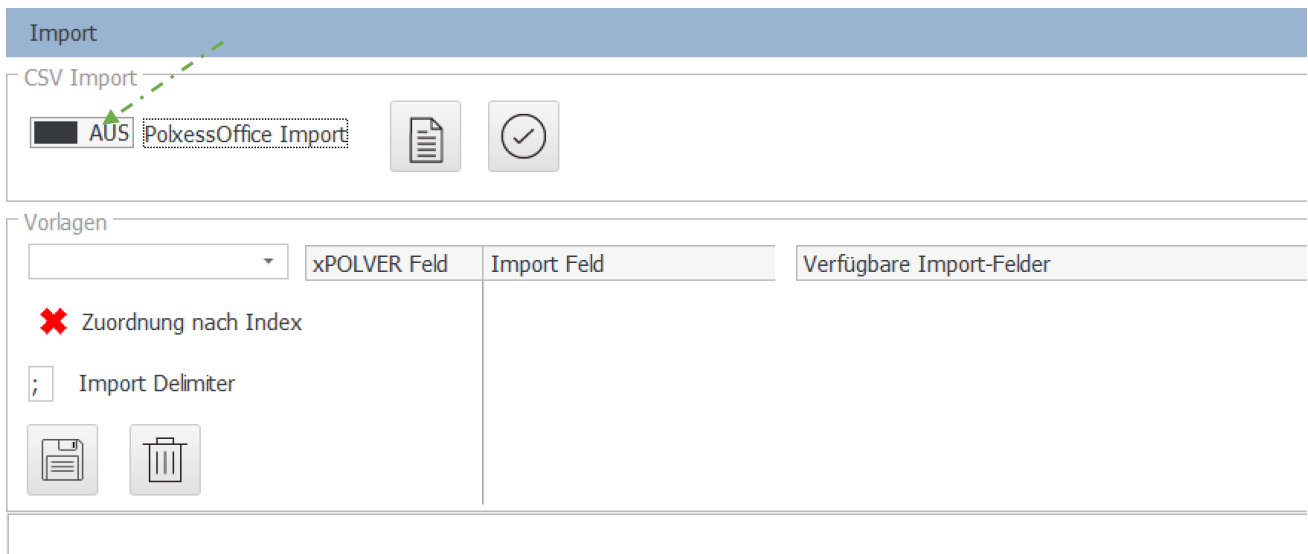 Import
CSV Import
AUS PolxessOffice Import
Vorlagen
xPOLVER Feld Import Feld Verfügbare Import-Felder
Zuordnung nach Index
; Import Delimiter